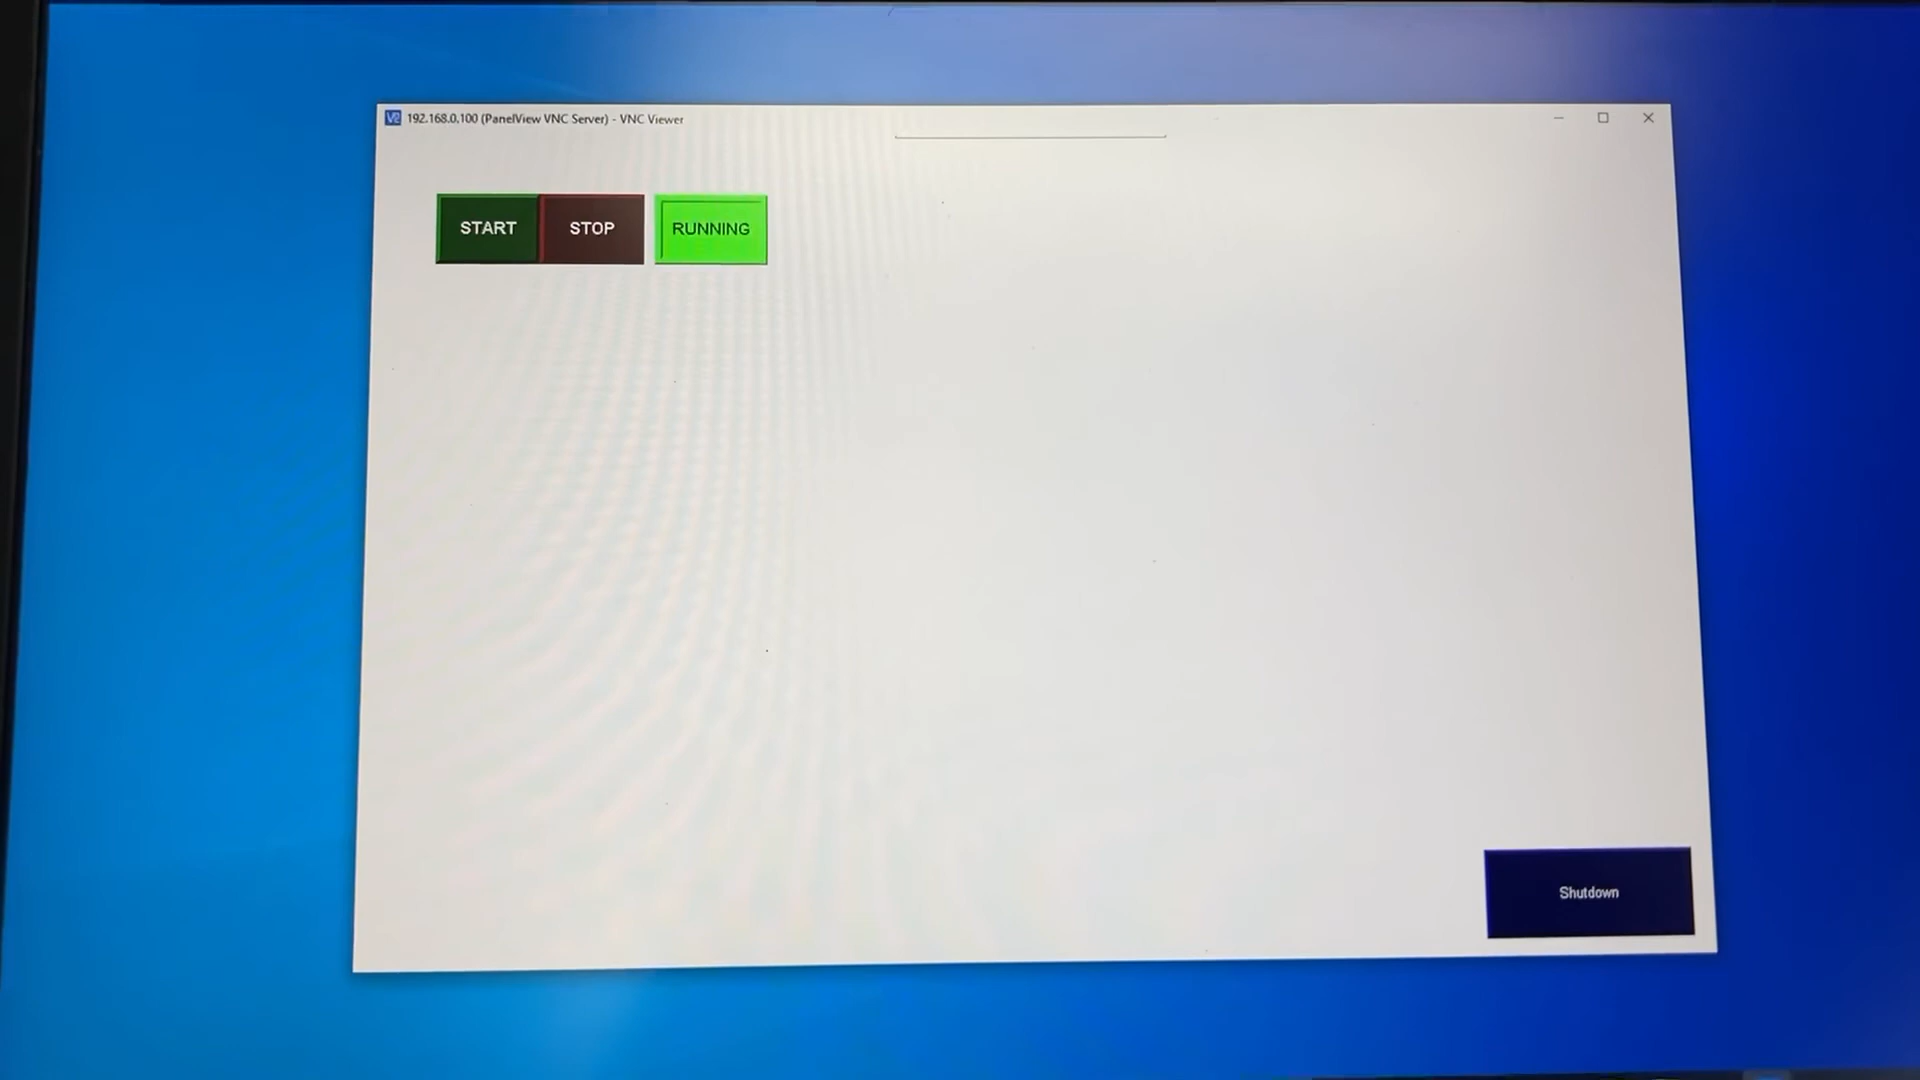 192.168.0.100 (PanelView VNC Server) - VNC Viewer
START STOP RUNNING
Shutdown